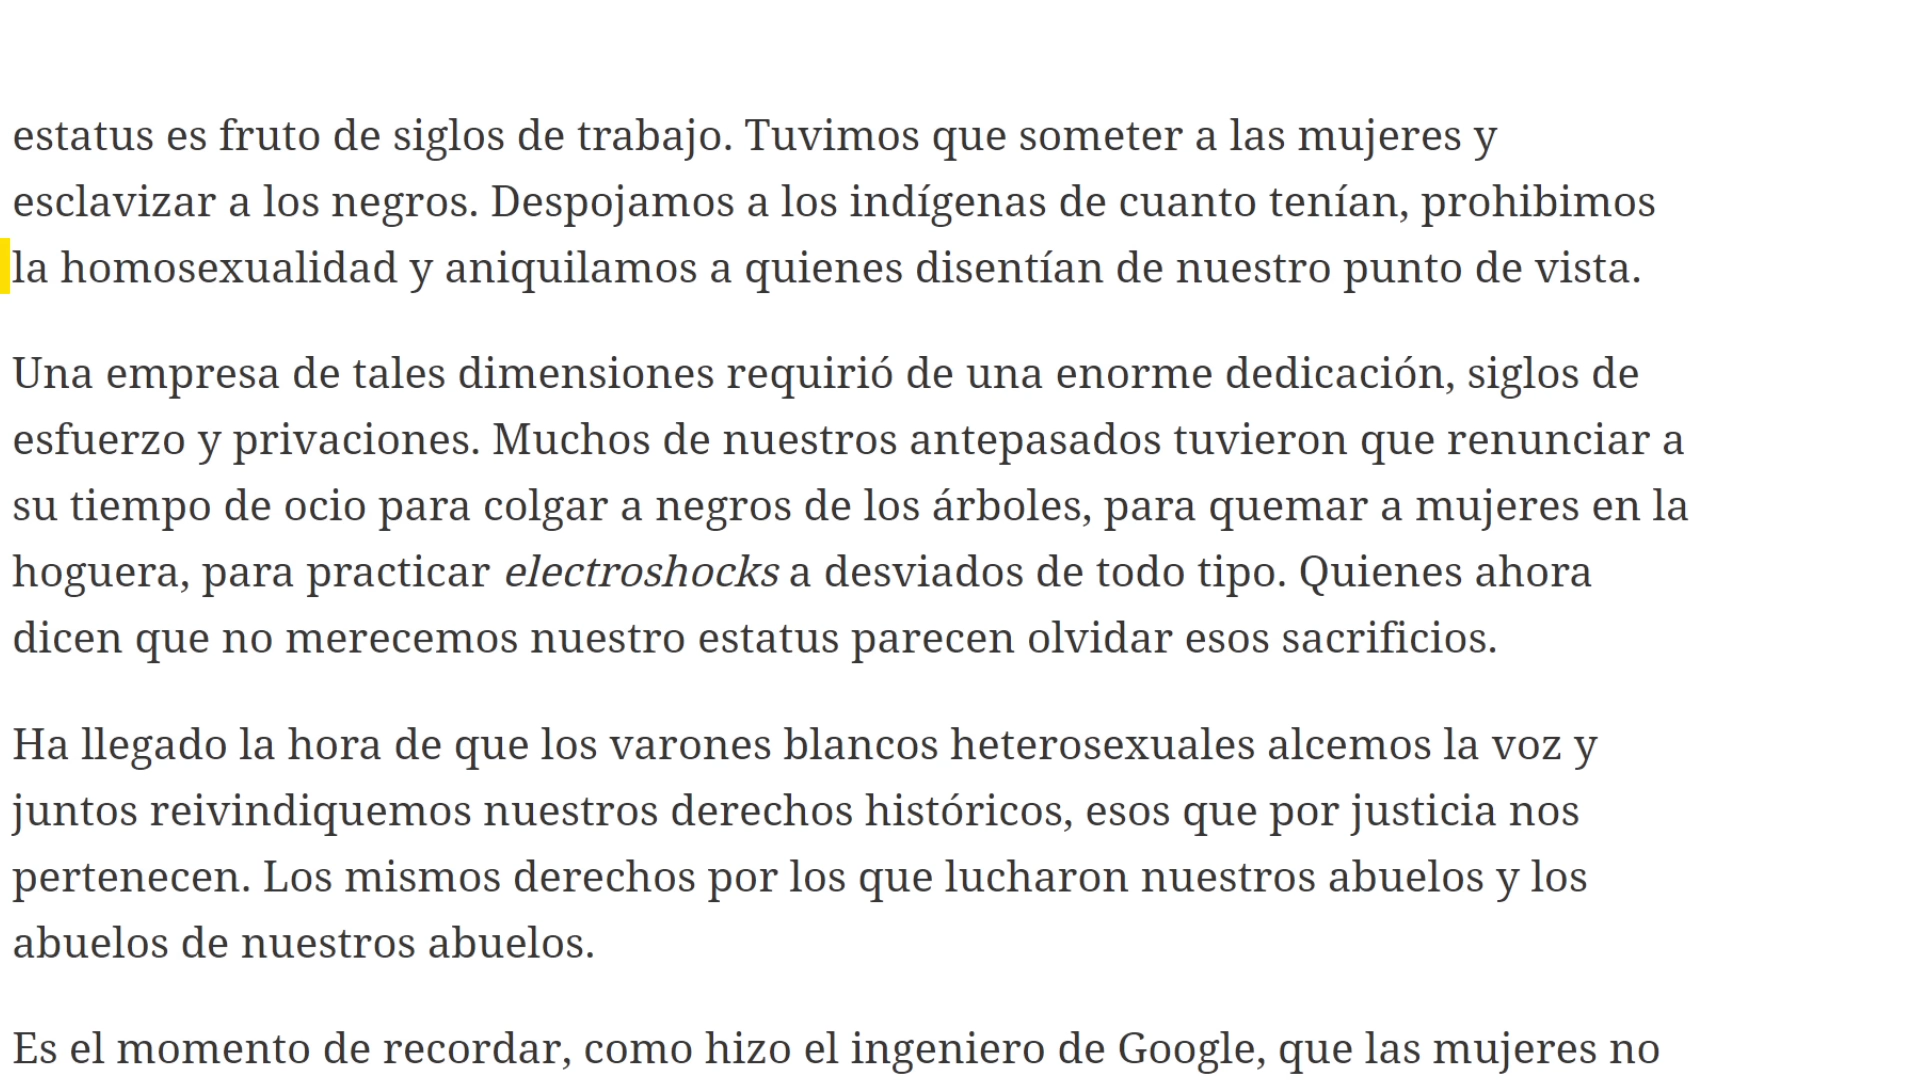 estatus es fruto de siglos de trabajo. Tuvimos que someter a las mujeres y
esclavizar a los negros. Despojamos a los indígenas de cuanto tenían, prohibimos
la homosexualidad y aniquilamos a quienes disentían de nuestro punto de vista.
Una empresa de tales dimensiones requirió de una enorme dedicación, siglos de
esfuerzo y privaciones. Muchos de nuestros antepasados tuvieron que renunciar a
su tiempo de ocio para colgar a negros de los árboles, para quemar a mujeres en la
hoguera, para practicar electroshocks a desviados de todo tipo. Quienes ahora
dicen que no merecemos nuestro estatus parecen olvidar esos sacrificios.
Ha llegado la hora de que los varones blancos heterosexuales alcemos la voz y
juntos reivindiquemos nuestros derechos históricos, esos que por justicia nos
pertenecen. Los mismos derechos por los que lucharon nuestros abuelos y los
abuelos de nuestros abuelos.
Es el momento de recordar, como hizo el ingeniero de Google, que las mujeres no